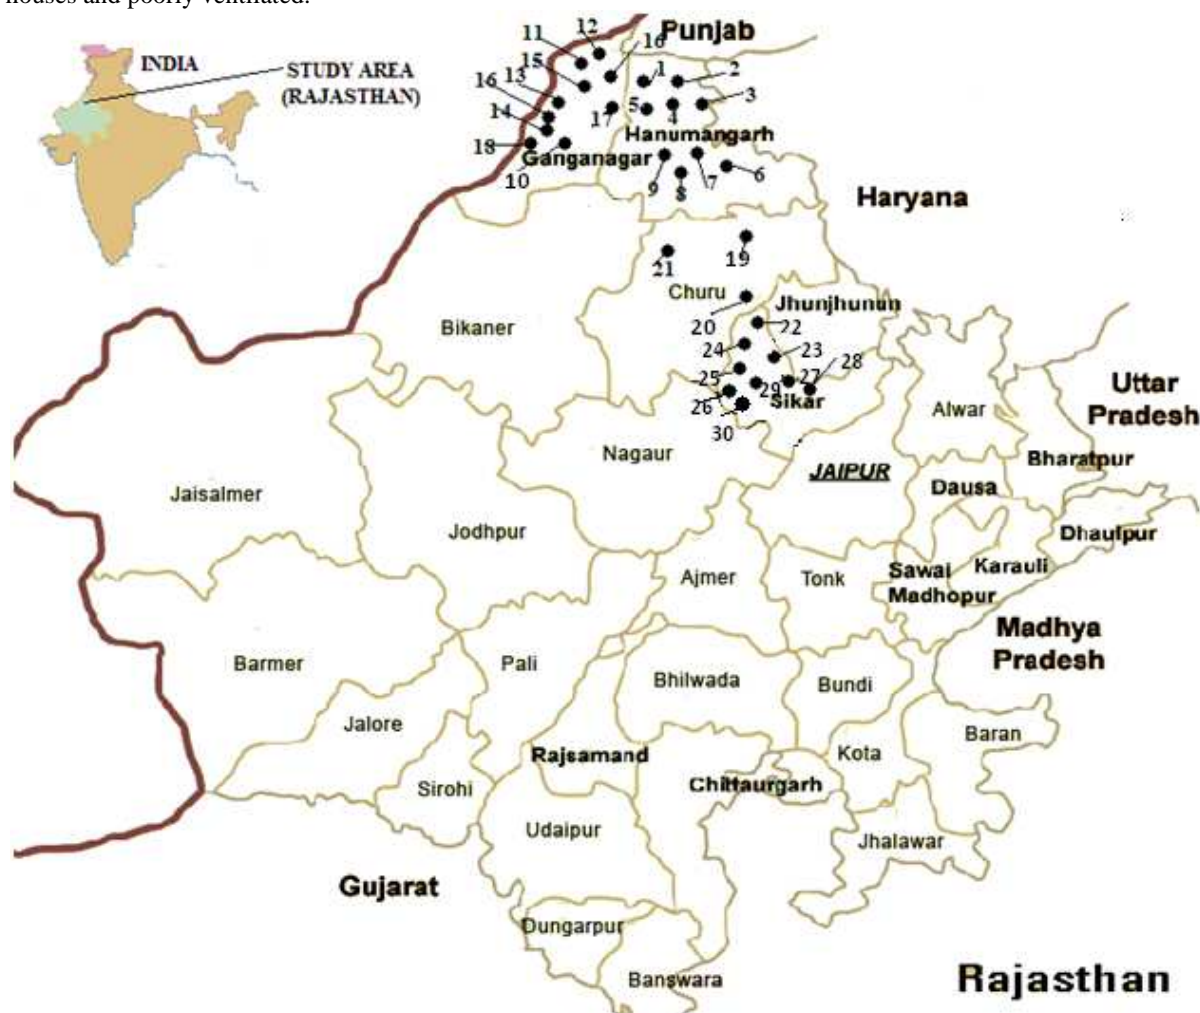 houses and poorly ventilated.
12
Punjab
11
16
INDIA
15
1
2
STUDY AREA
(RAJASTHAN)
13
16
3
14
17
5
4
Hanumangarh
18
Ganganagar
10
9
8
7
6
Haryana
21
19
Churu
Jhunjhunun
Bikaner
20
22
24
23
28
25
29
27
26
Sikar
30
Uttar
Pradesh
Alwar
Nagaur
JAIPUR
Bharatpur
Jaisalmer
Dausa
Jodhpur
Dhaulpur
Ajmer
Tonk
Sawai
Madhopur
Karauli
Madhya
Pradesh
Barmer
Pali
Bhilwada
Bundi
Jalore
Rajsamand
Kota
Baran
Sirohi
Chittaurgarh
Udaipur
Jhalawar
Gujarat
Dungarpur
Banswara
Rajasthan